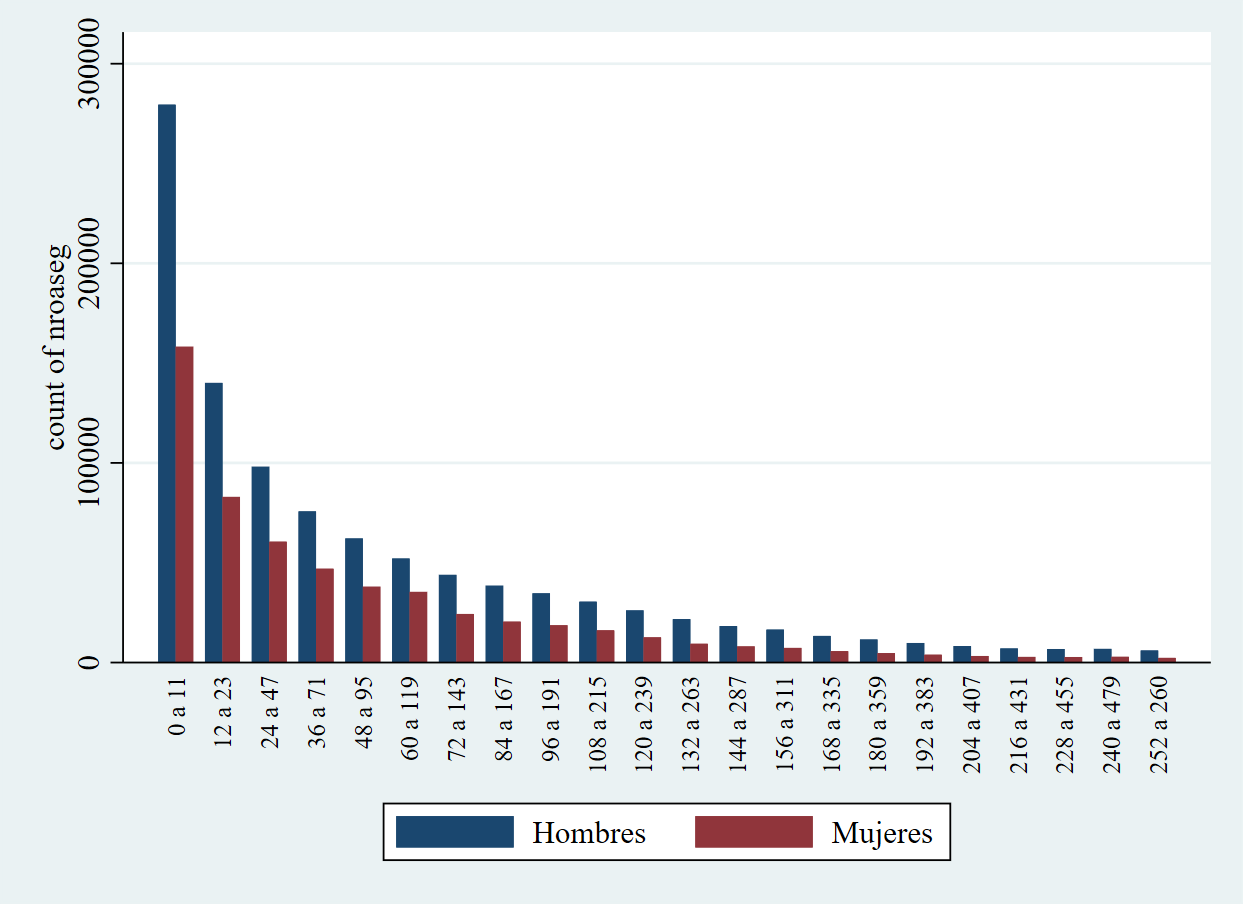 count of nroaseg
300000
200000
100000
0
0 a 11
12 a 23
24 a 47
36 a 71
48 a 95
60 a 119
72 a 143
84 a 167
96 a 191
108 a 215
120 a 239
132 a 263
144 a 287
156 a 311
168 a 335
180 a 359
192 a 383
204 a 407
216 a 431
228 a 455
240 a 479
252 a 260
Hombres
Mujeres